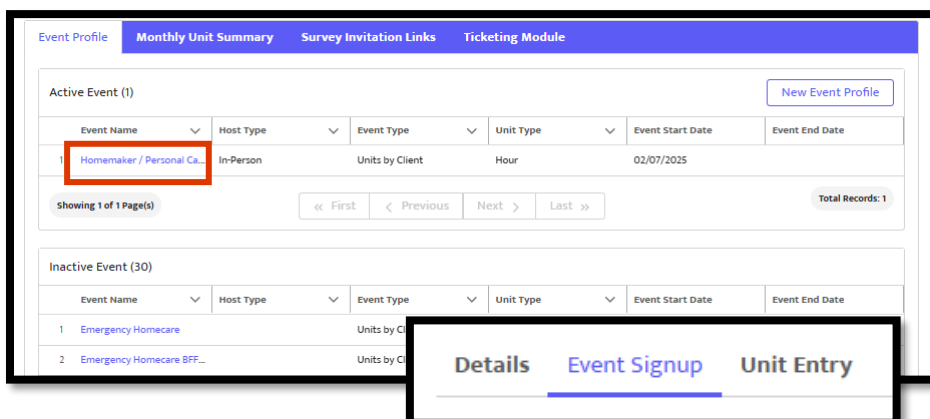 Event Profile Monthly Unit Summary Survey Invitation Links Ticketing Module
Active Event (1) New Event Profile
Event Name Host Type Event Type Unit Type Event Start Date Event End Date
1 Homemaker / Personal Ca... In-Person Units by Client Hour 02/07/2025
Showing 1 of 1 Page(s) « First < Previous Next > Last » Total Records: 1
Inactive Event (30)
Event Name Host Type Event Type Unit Type Event Start Date Event End Date
1 Emergency Homecare Units by Cl
2 Emergency Homecare BFF... Units by Cl
Details Event Signup Unit Entry